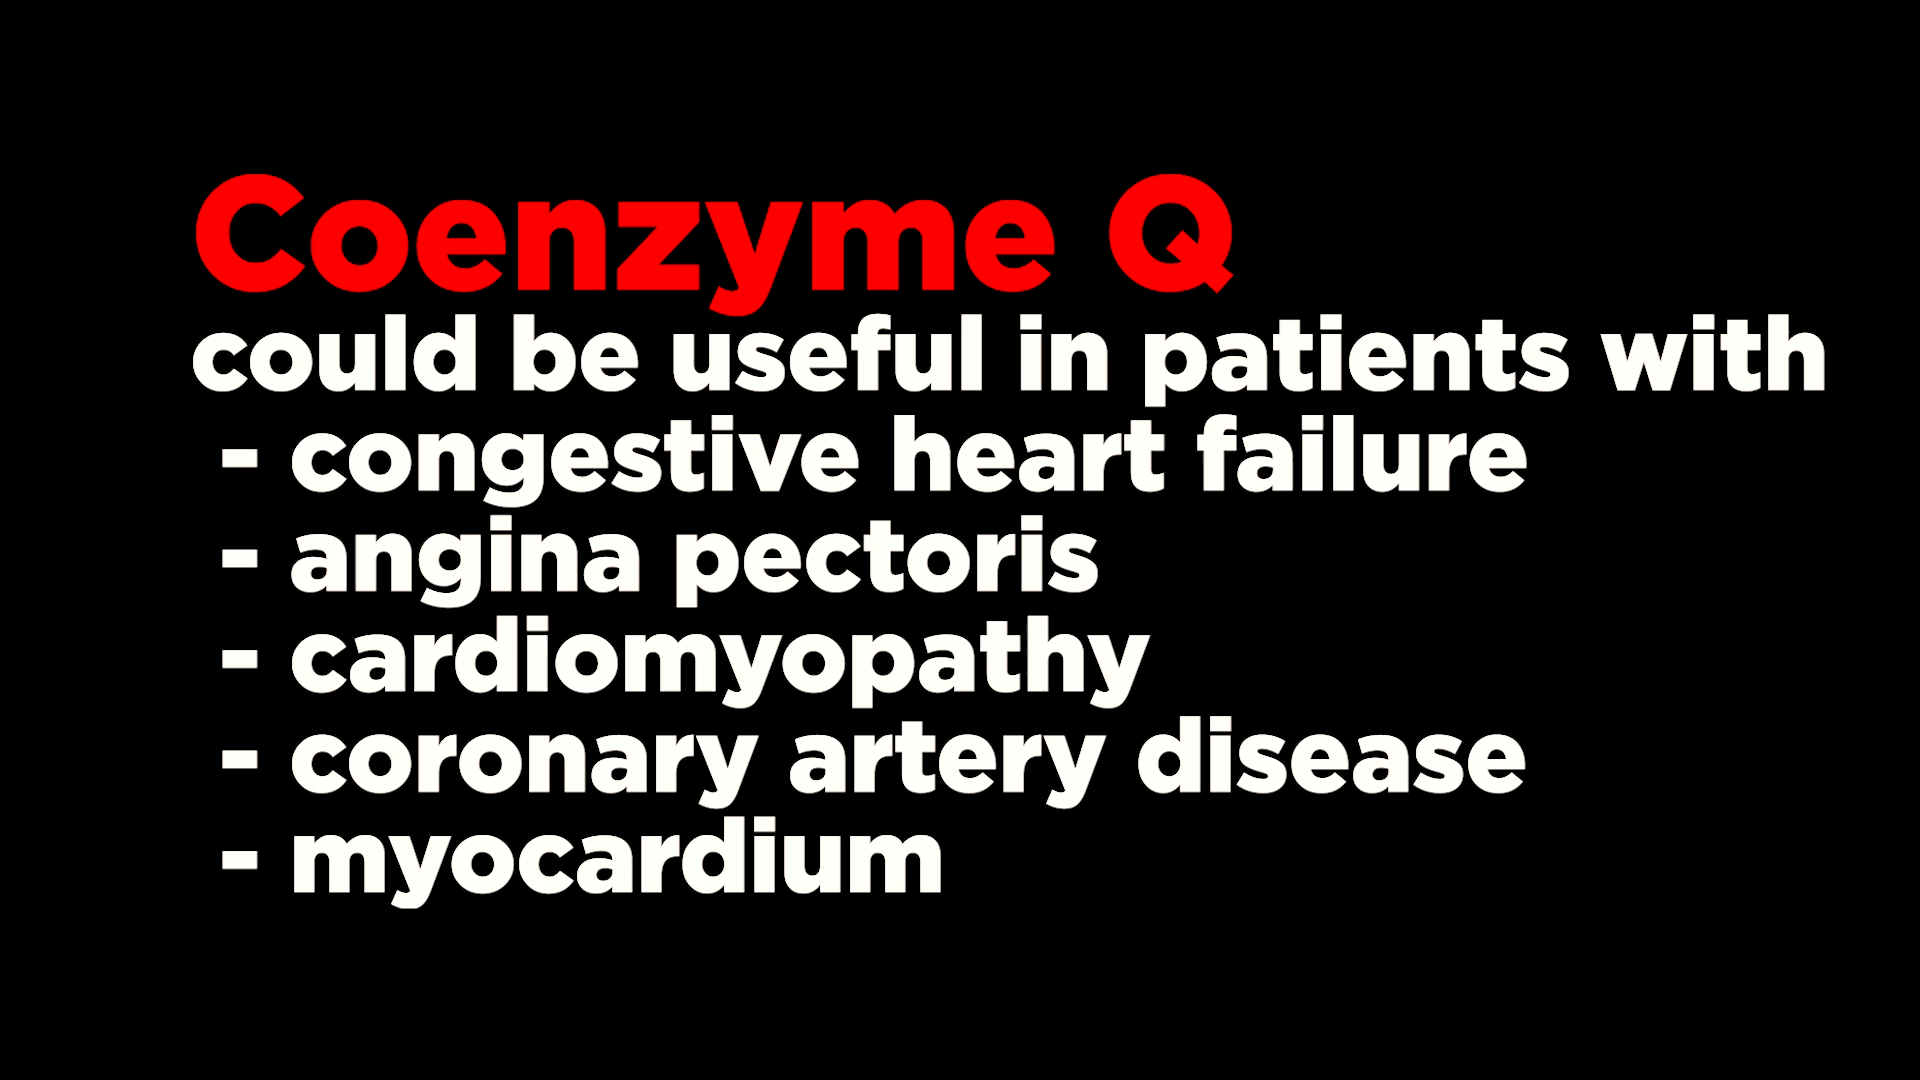 Coenzyme Q
could be useful in patients with
- congestive heart failure
- angina pectoris
- cardiomyopathy
- coronary artery disease
- myocardium